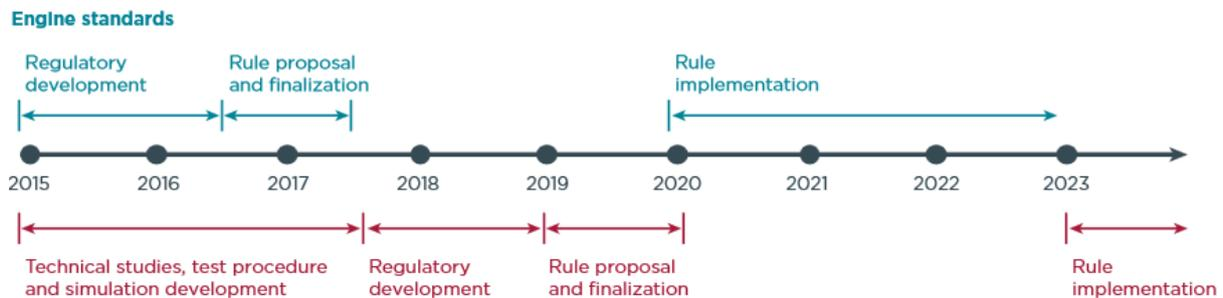 Engine standards
Regulatory
development
Rule proposal
and finalization
Rule
implementation
2015 2016 2017 2018 2019 2020 2021 2022 2023
Technical studies, test procedure
and simulation development
Regulatory
development
Rule proposal
and finalization
Rule
implementation